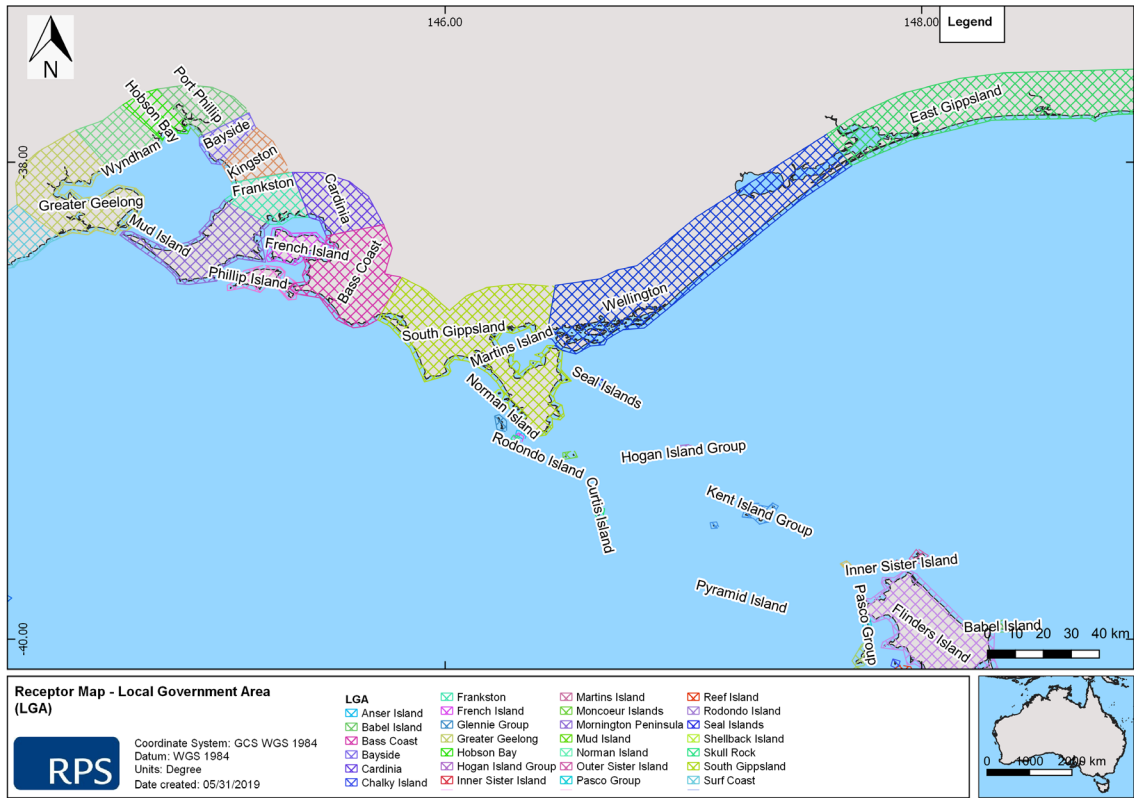 146.00
148.00
Legend
N
-38.00
-40.00
Port Phillip
Hobson Bay
Bayside
Wyndham
Kingston
Frankston
Cardinia
Greater Geelong
Mud Island
French Island
Phillip Island
Bass Coast
East Gippsland
Wellington
South Gippsland
Martins Island
Seal Islands
Norman Island
Rodondo Island
Hogan Island Group
Curtis Island
Kent Island Group
Pyramid Island
Inner Sister Island
Pasco Group
Flinders Island
Babel Island
0 10 20 30 40 km
Receptor Map - Local Government Area
(LGA)
RPS
Coordinate System: GCS WGS 1984
Datum: WGS 1984
Units: Degree
Date created: 05/31/2019
LGA
Anser Island
Babel Island
Bass Coast
Bayside
Cardinia
Chalky Island
Frankston
French Island
Glennie Group
Greater Geelong
Hobson Bay
Hogan Island Group
Inner Sister Island
Martins Island
Moncoeur Islands
Mornington Peninsula
Mud Island
Norman Island
Outer Sister Island
Pasco Group
Reef Island
Rodondo Island
Seal Islands
Shellback Island
Skull Rock
South Gippsland
Surf Coast
0 1000 2000 km